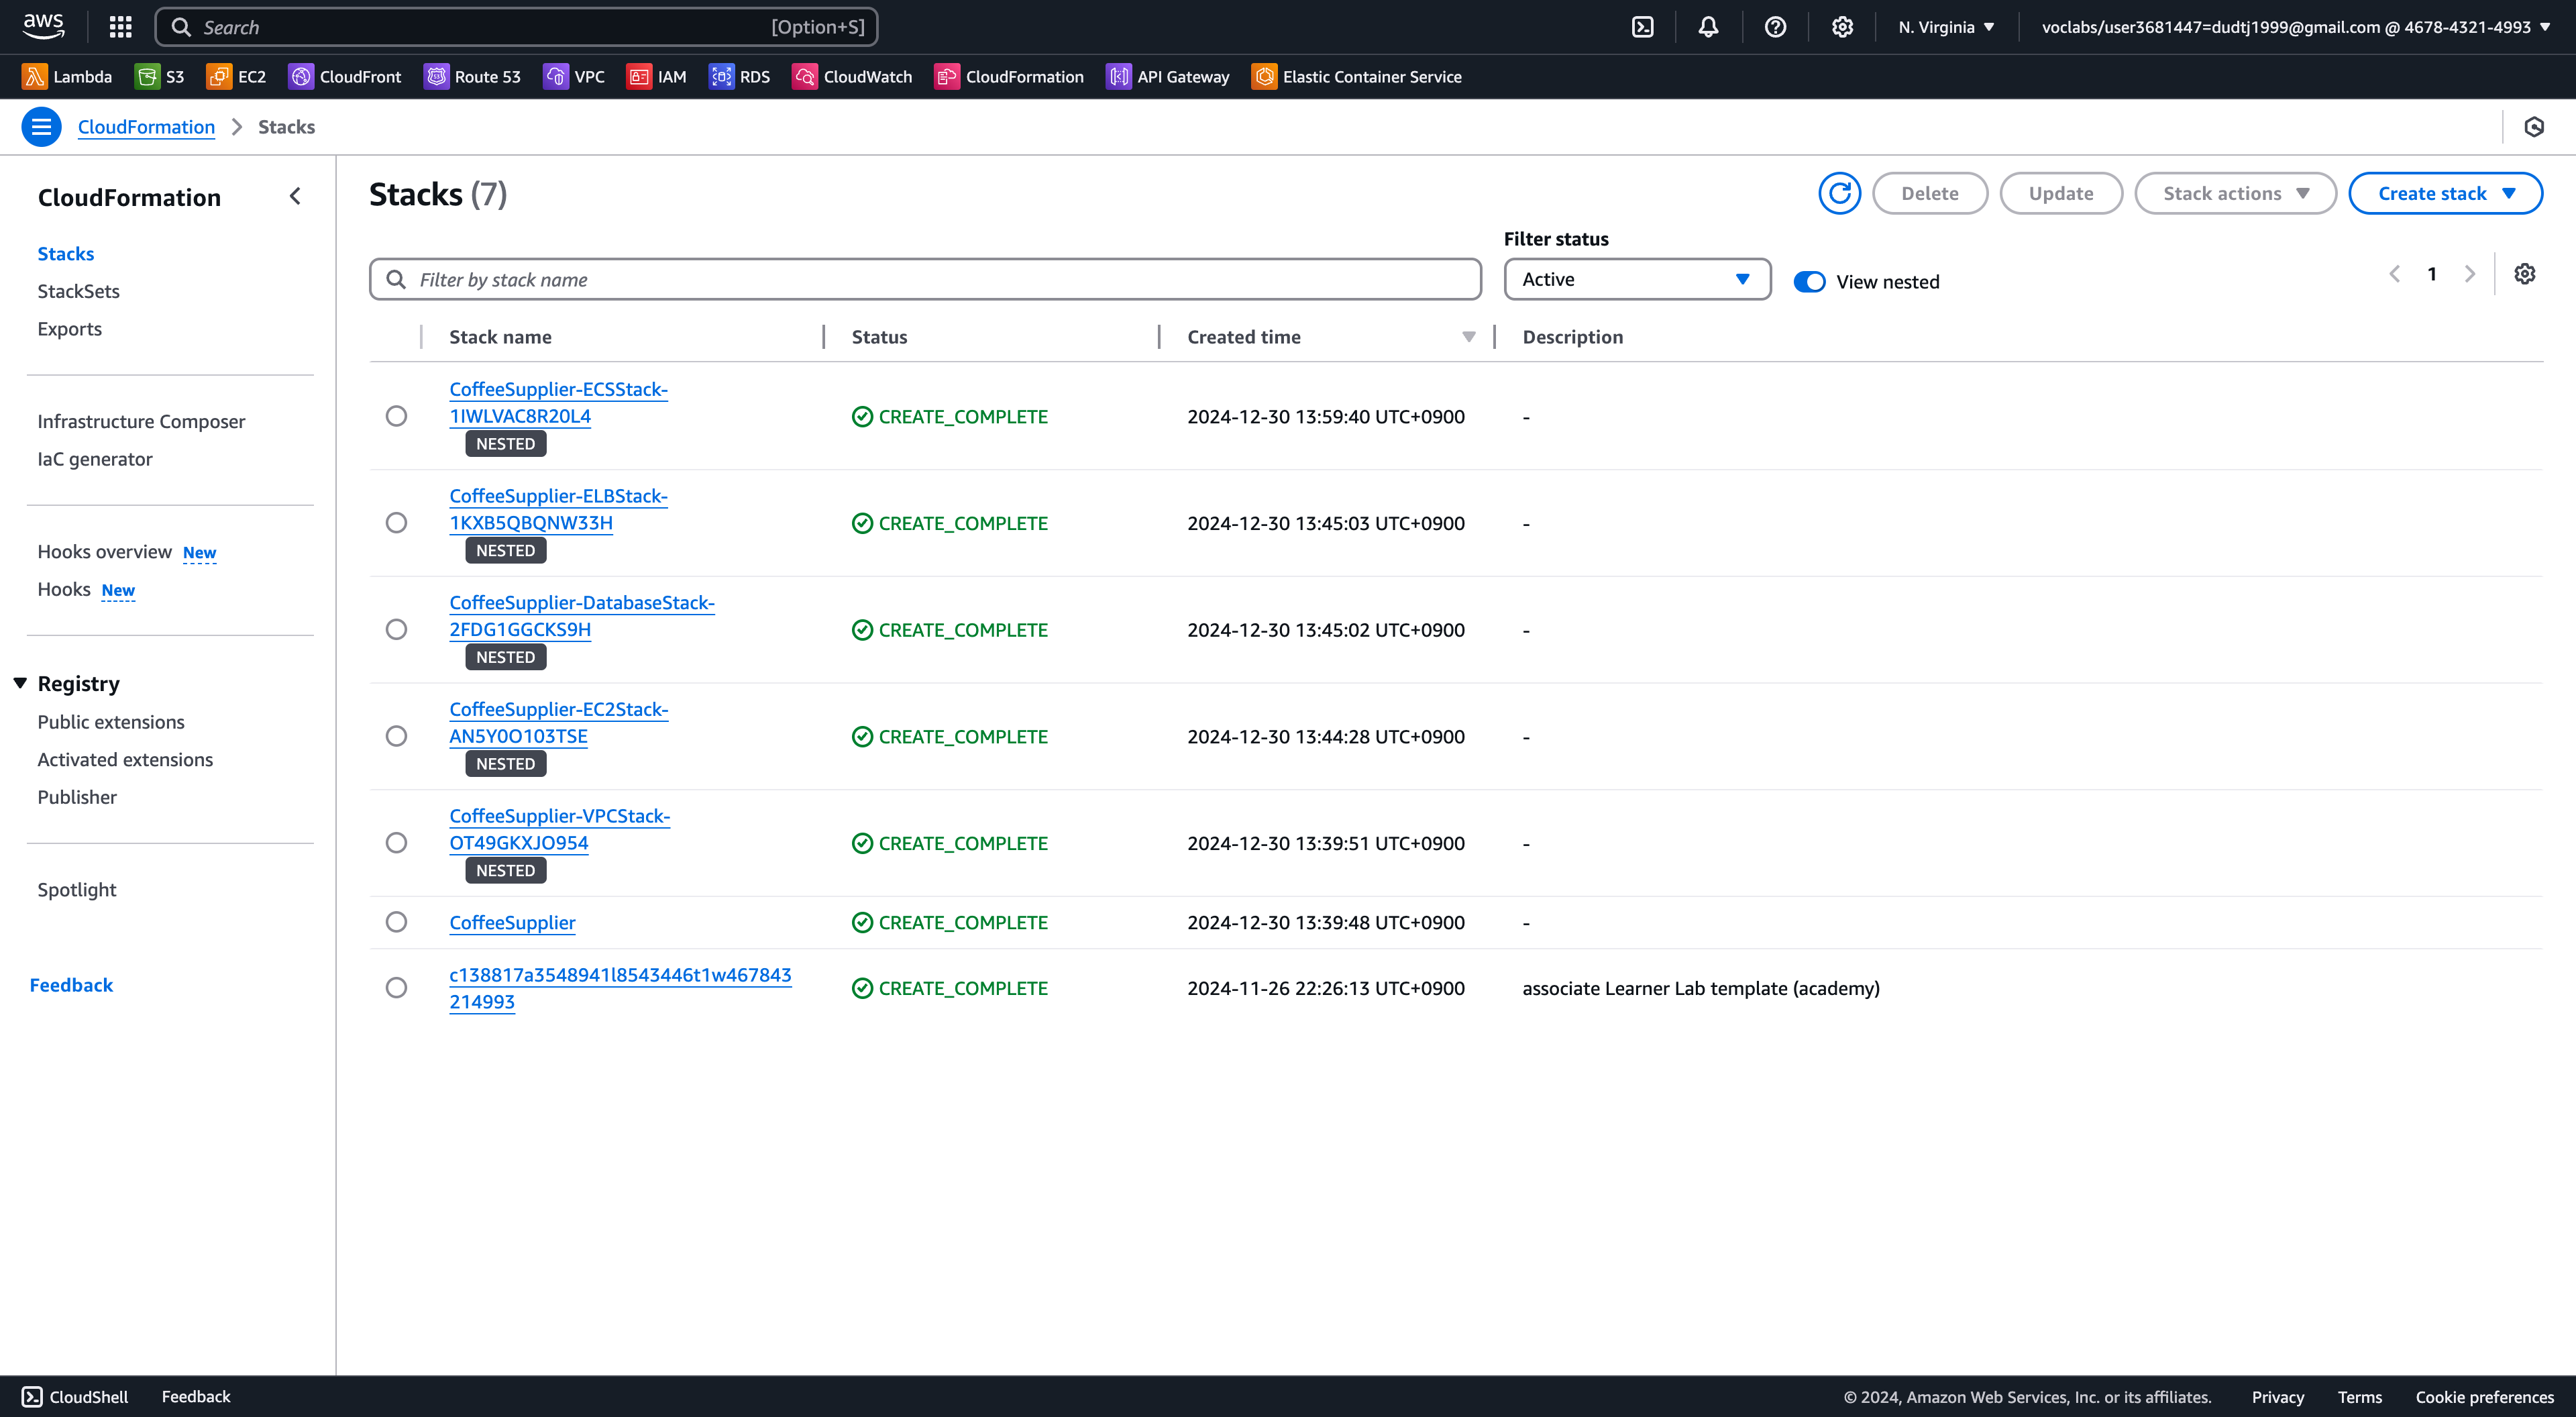 aws
Search [Option+S]
N. Virginia
voclabs/user3681447=dudtj1999@gmail.com @ 4678-4321-4993
Lambda S3 EC2 CloudFront Route 53 VPC IAM RDS CloudWatch CloudFormation API Gateway Elastic Container Service
CloudFormation Stacks
CloudFormation
Stacks
StackSets
Exports
Infrastructure Composer
IaC generator
Hooks overview New
Hooks New
Registry
Public extensions
Activated extensions
Publisher
Spotlight
Feedback
Stacks (7)
Delete Update Stack actions Create stack
Filter status
Filter by stack name
Active
View nested
1
Stack name Status Created time Description
CoffeeSupplier-ECSStack-
1IWLVAC8R20L4
NESTED
CREATE_COMPLETE 2024-12-30 13:59:40 UTC+0900 -
CoffeeSupplier-ELBStack-
1KXB5QBQNW33H
NESTED
CREATE_COMPLETE 2024-12-30 13:45:03 UTC+0900 -
CoffeeSupplier-DatabaseStack-
2FDG1GGCKS9H
NESTED
CREATE_COMPLETE 2024-12-30 13:45:02 UTC+0900 -
CoffeeSupplier-EC2Stack-
AN5Y0O103TSE
NESTED
CREATE_COMPLETE 2024-12-30 13:44:28 UTC+0900 -
CoffeeSupplier-VPCStack-
OT49GKXJO954
NESTED
CREATE_COMPLETE 2024-12-30 13:39:51 UTC+0900 -
CoffeeSupplier CREATE_COMPLETE 2024-12-30 13:39:48 UTC+0900 -
c138817a3548941l8543446t1w467843
214993
CREATE_COMPLETE 2024-11-26 22:26:13 UTC+0900 associate Learner Lab template (academy)
CloudShell Feedback
© 2024, Amazon Web Services, Inc. or its affiliates. Privacy Terms Cookie preferences